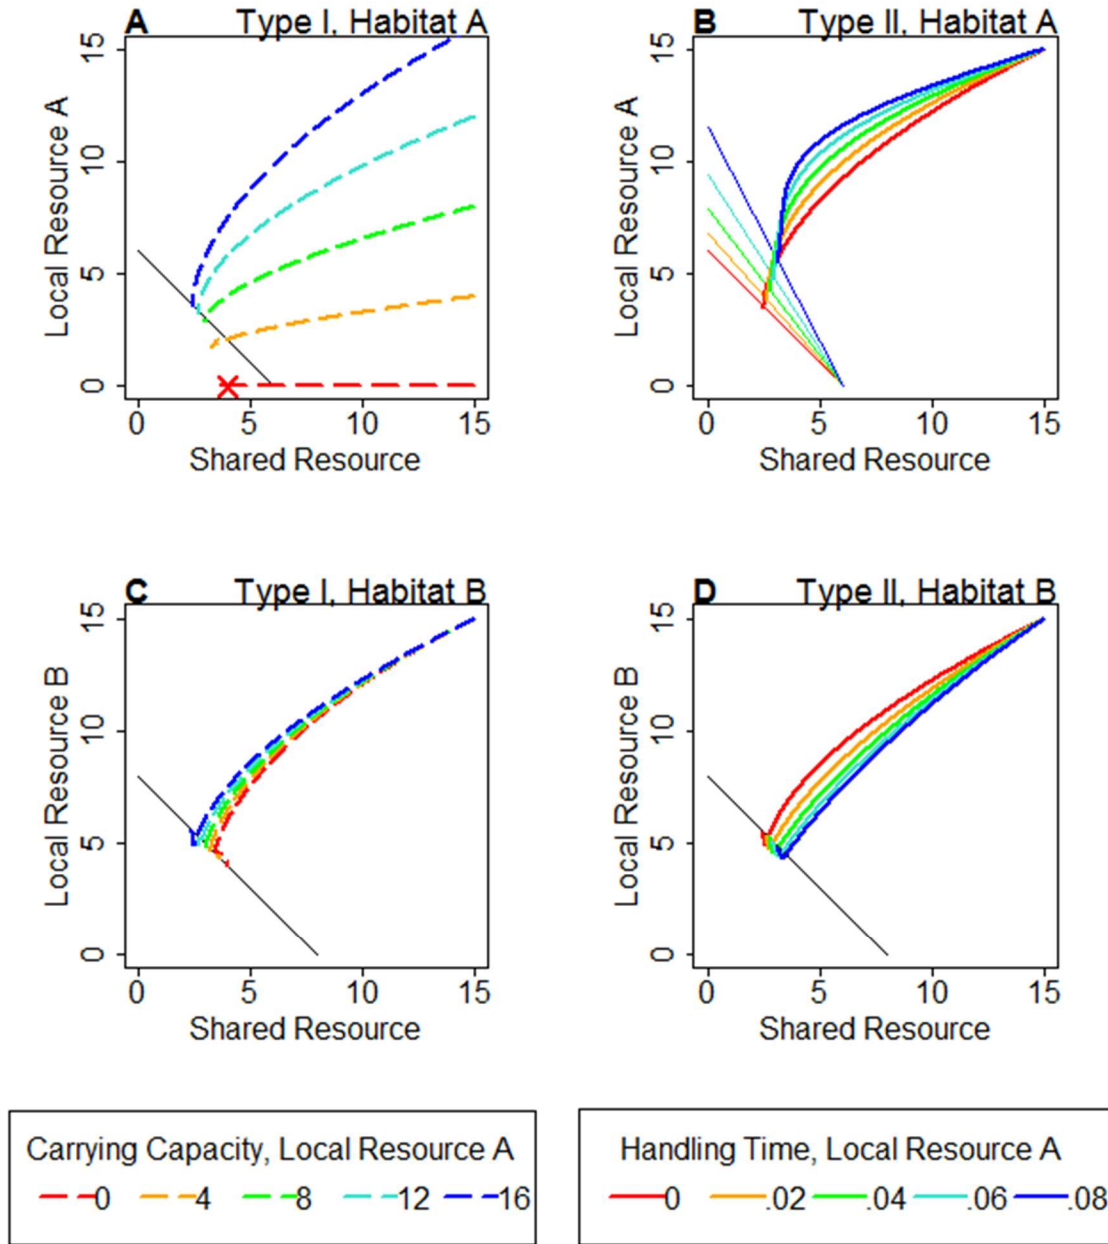 A Type I, Habitat A
15
10
5
0
Local Resource A
0 5 10 15
Shared Resource
B Type II, Habitat A
15
10
5
0
Local Resource A
0 5 10 15
Shared Resource
C Type I, Habitat B
15
10
5
0
Local Resource B
0 5 10 15
Shared Resource
D Type II, Habitat B
15
10
5
0
Local Resource B
0 5 10 15
Shared Resource
Carrying Capacity, Local Resource A
0 4 8 12 16
Handling Time, Local Resource A
0 .02 .04 .06 .08